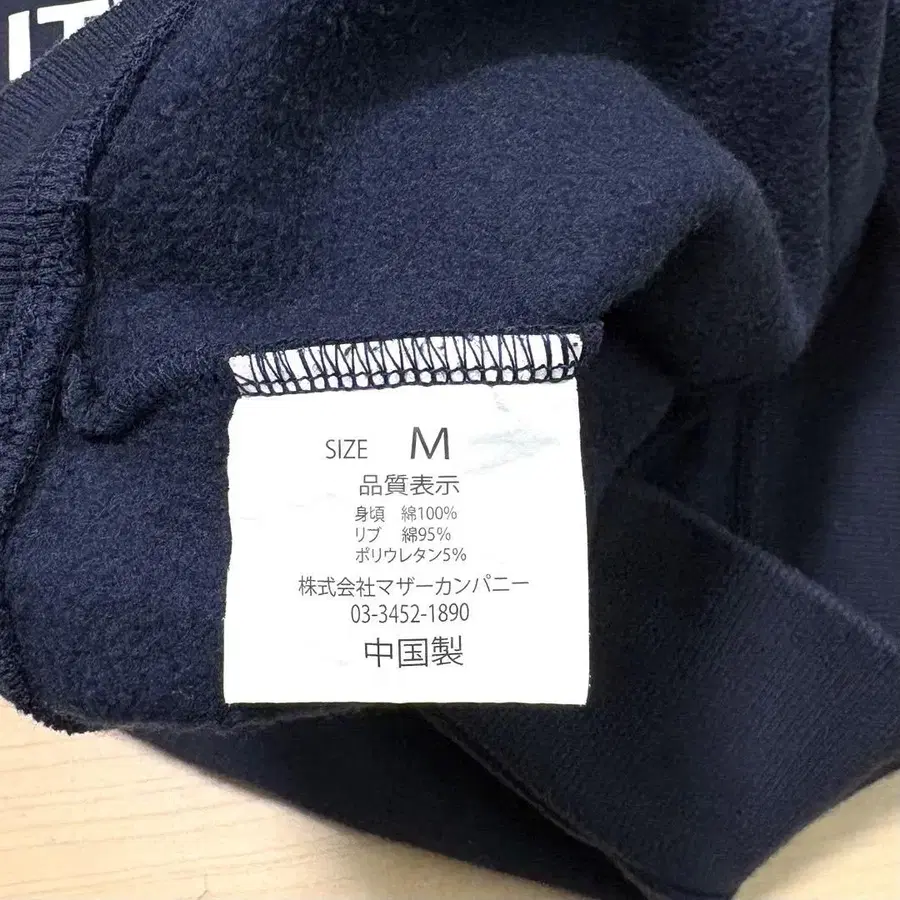 IT
SIZE M
品質表示
身頃 綿100%
リブ 綿95%
ポリウレタン5%
株式会社マザーカンパニー
03-3452-1890
中国製